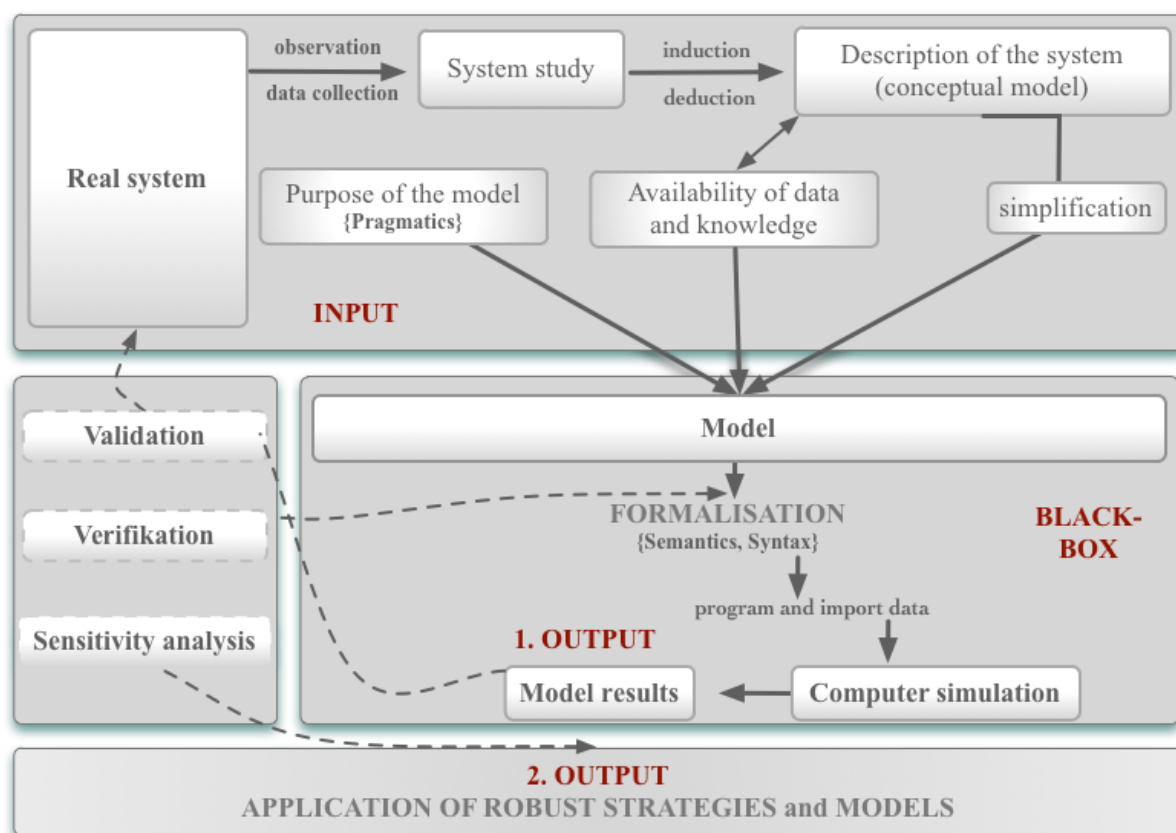 Real system
observation
data collection
System study
induction
deduction
Description of the system
(conceptual model)
Purpose of the model
{Pragmatics}
Availability of data
and knowledge
simplification
INPUT
Validation
Verifikation
Sensitivity analysis
Model
FORMALISATION
{Semantics, Syntax}
BLACK-
BOX
program and import data
1. OUTPUT
Model results
Computer simulation
2. OUTPUT
APPLICATION OF ROBUST STRATEGIES and MODELS